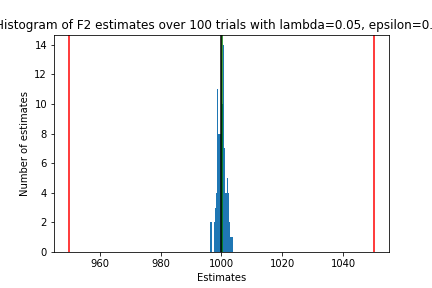 Histogram of F2 estimates over 100 trials with lambda=0.05, epsilon=0.
14
12
10
8
6
4
2
0
Number of estimates
960 980 1000 1020 1040
Estimates